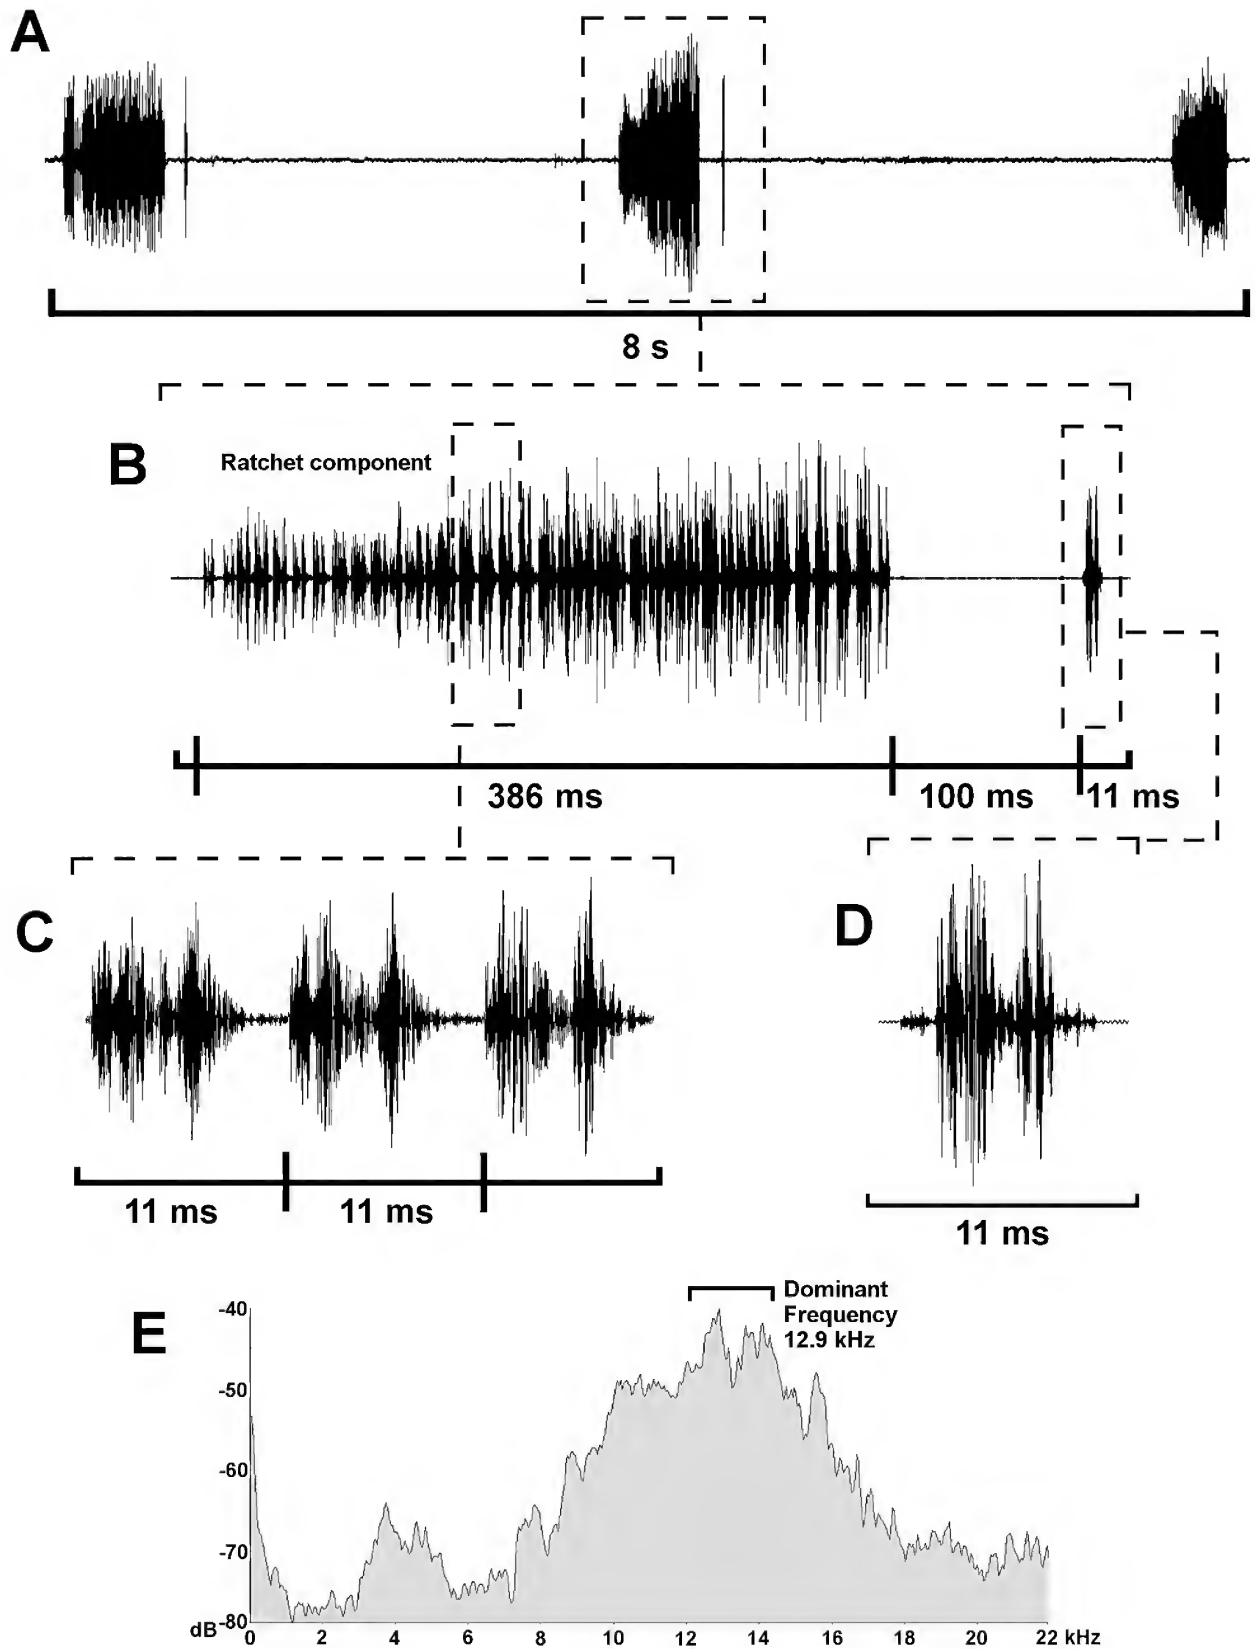 A
8 s
B
Ratchet component
386 ms
100 ms
11 ms
C
D
11 ms
11 ms
11 ms
E
Dominant
Frequency
12.9 kHz
-40
-50
-60
-70
dB -80
0 2 4 6 8 10 12 14 16 18 20 22 kHz